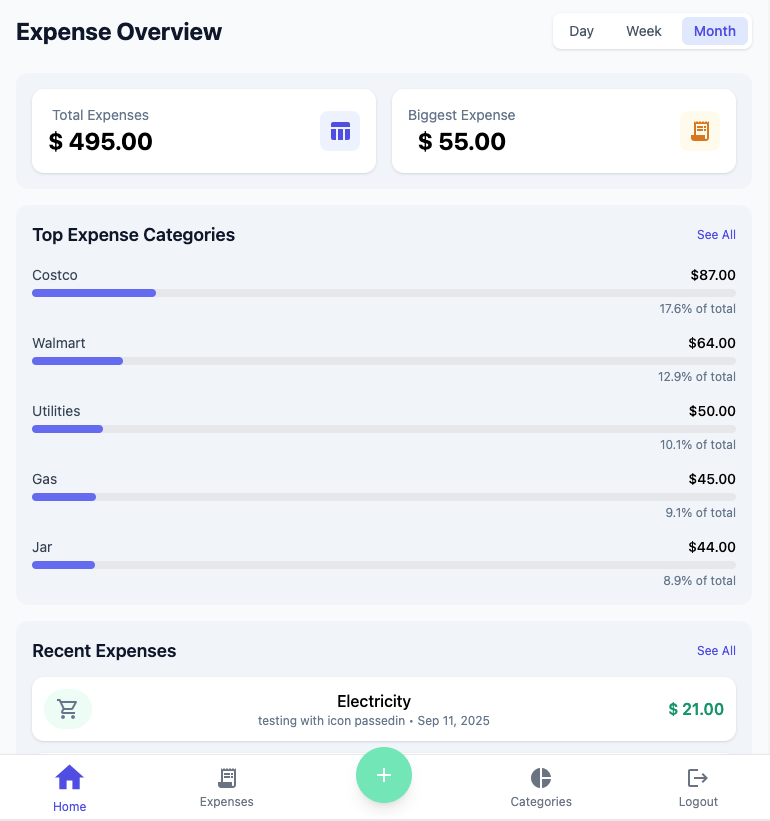 Expense Overview
Day Week Month
Total Expenses
$ 495.00
Biggest Expense
$ 55.00
Top Expense Categories
See All
Costco
$87.00
17.6% of total
Walmart
$64.00
12.9% of total
Utilities
$50.00
10.1% of total
Gas
$45.00
9.1% of total
Jar
$44.00
8.9% of total
Recent Expenses
See All
Electricity
testing with icon passedin • Sep 11, 2025
$ 21.00
Home
Expenses
+
Categories
Logout